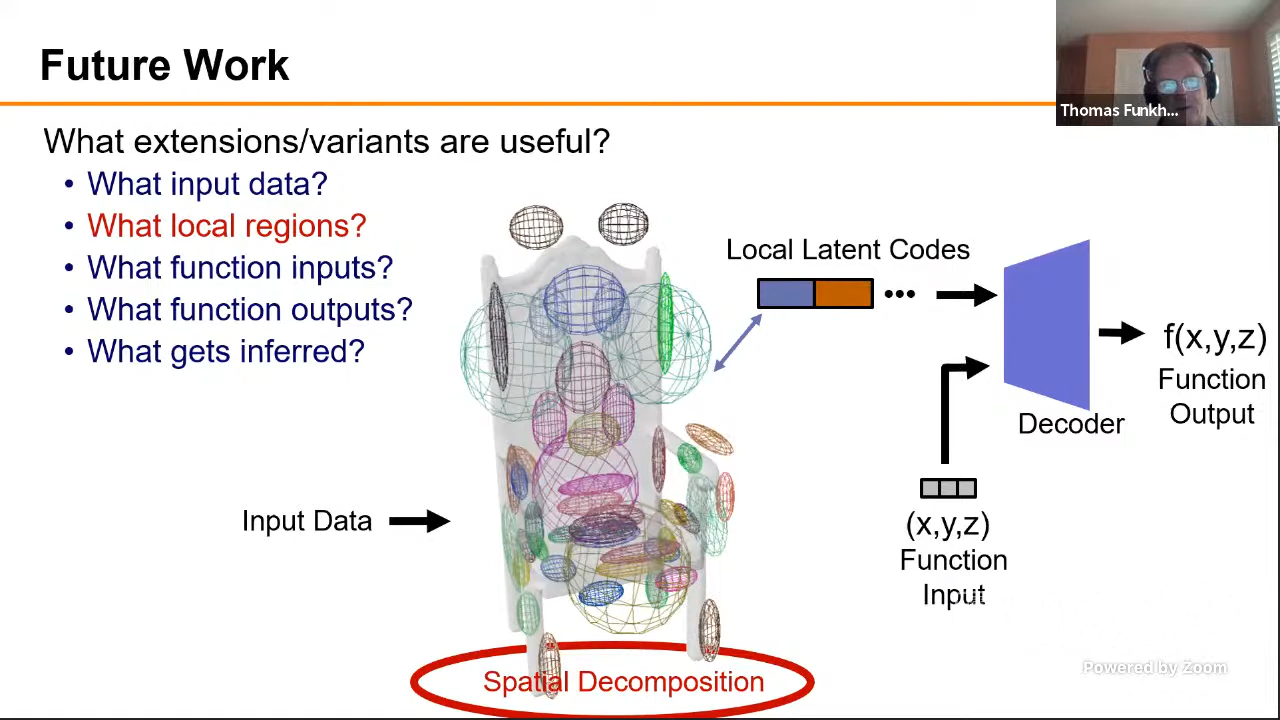 Future Work
Thomas Funkh...
What extensions/variants are useful?
• What input data?
• What local regions?
• What function inputs?
• What function outputs?
• What gets inferred?
Local Latent Codes
•••
f(x,y,z)
Function
Output
Decoder
Input Data
(x,y,z)
Function
Input
Spatial Decomposition
Powered by Zoom